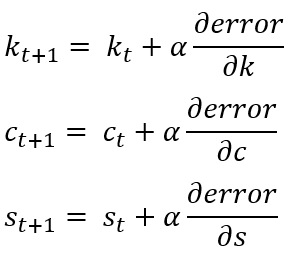 k_{t+1} = k_t + α ∂error/∂k
c_{t+1} = c_t + α ∂error/∂c
s_{t+1} = s_t + α ∂error/∂s